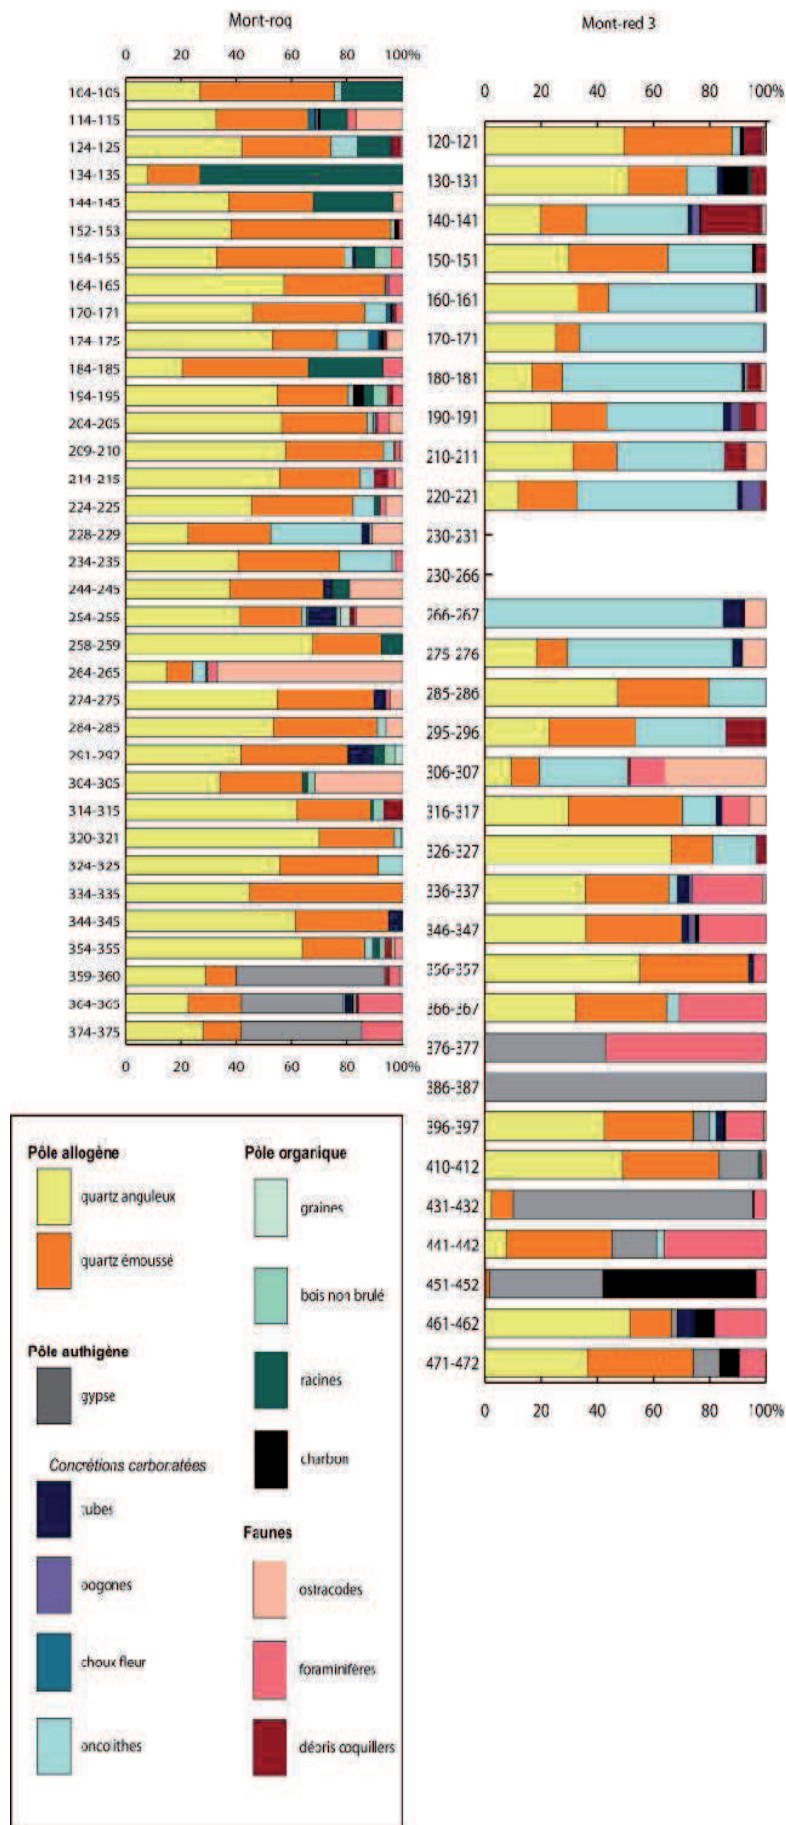 Mont-roq
0 20 40 60 80 100%
104-105
114-115
124-125
134-135
144-145
152-153
154-155
164-165
170-171
174-175
184-185
194-195
204-205
209-210
214-215
224-225
228-229
234-235
244-245
254-255
258-259
264-265
274-275
284-285
291-292
304-305
314-315
320-321
324-325
334-335
344-345
354-355
359-360
364-365
374-375
0 20 40 60 80 100%
Mont-red 3
0 20 40 60 80 100%
120-121
130-131
140-141
150-151
160-161
170-171
180-181
190-191
210-211
220-221
230-231
230-266
266-267
275-276
285-286
295-296
306-307
316-317
326-327
336-337
346-347
356-357
366-367
376-377
386-387
396-397
410-412
431-432
441-442
451-452
461-462
471-472
0 20 40 60 80 100%
Pôle allogène
quartz anguleux
quartz émoussé
Pôle authigène
gypse
Concrétions carbonatées
tubes
pogones
choux fleur
oncolithes
Pôle organique
graines
bois non brulé
racines
charbon
Faunes
ostracodes
foraminifères
débris coquillers